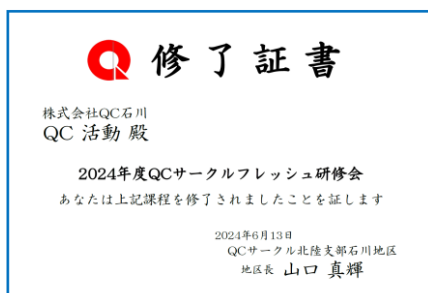 修了証書
株式会社QC石川
QC 活動 殿
2024年度QCサークルフレッシュ研修会
あなたは上記課程を修了されましたことを証します
2024年6月13日
QCサークル北陸支部石川地区
地区長 山口 真輝